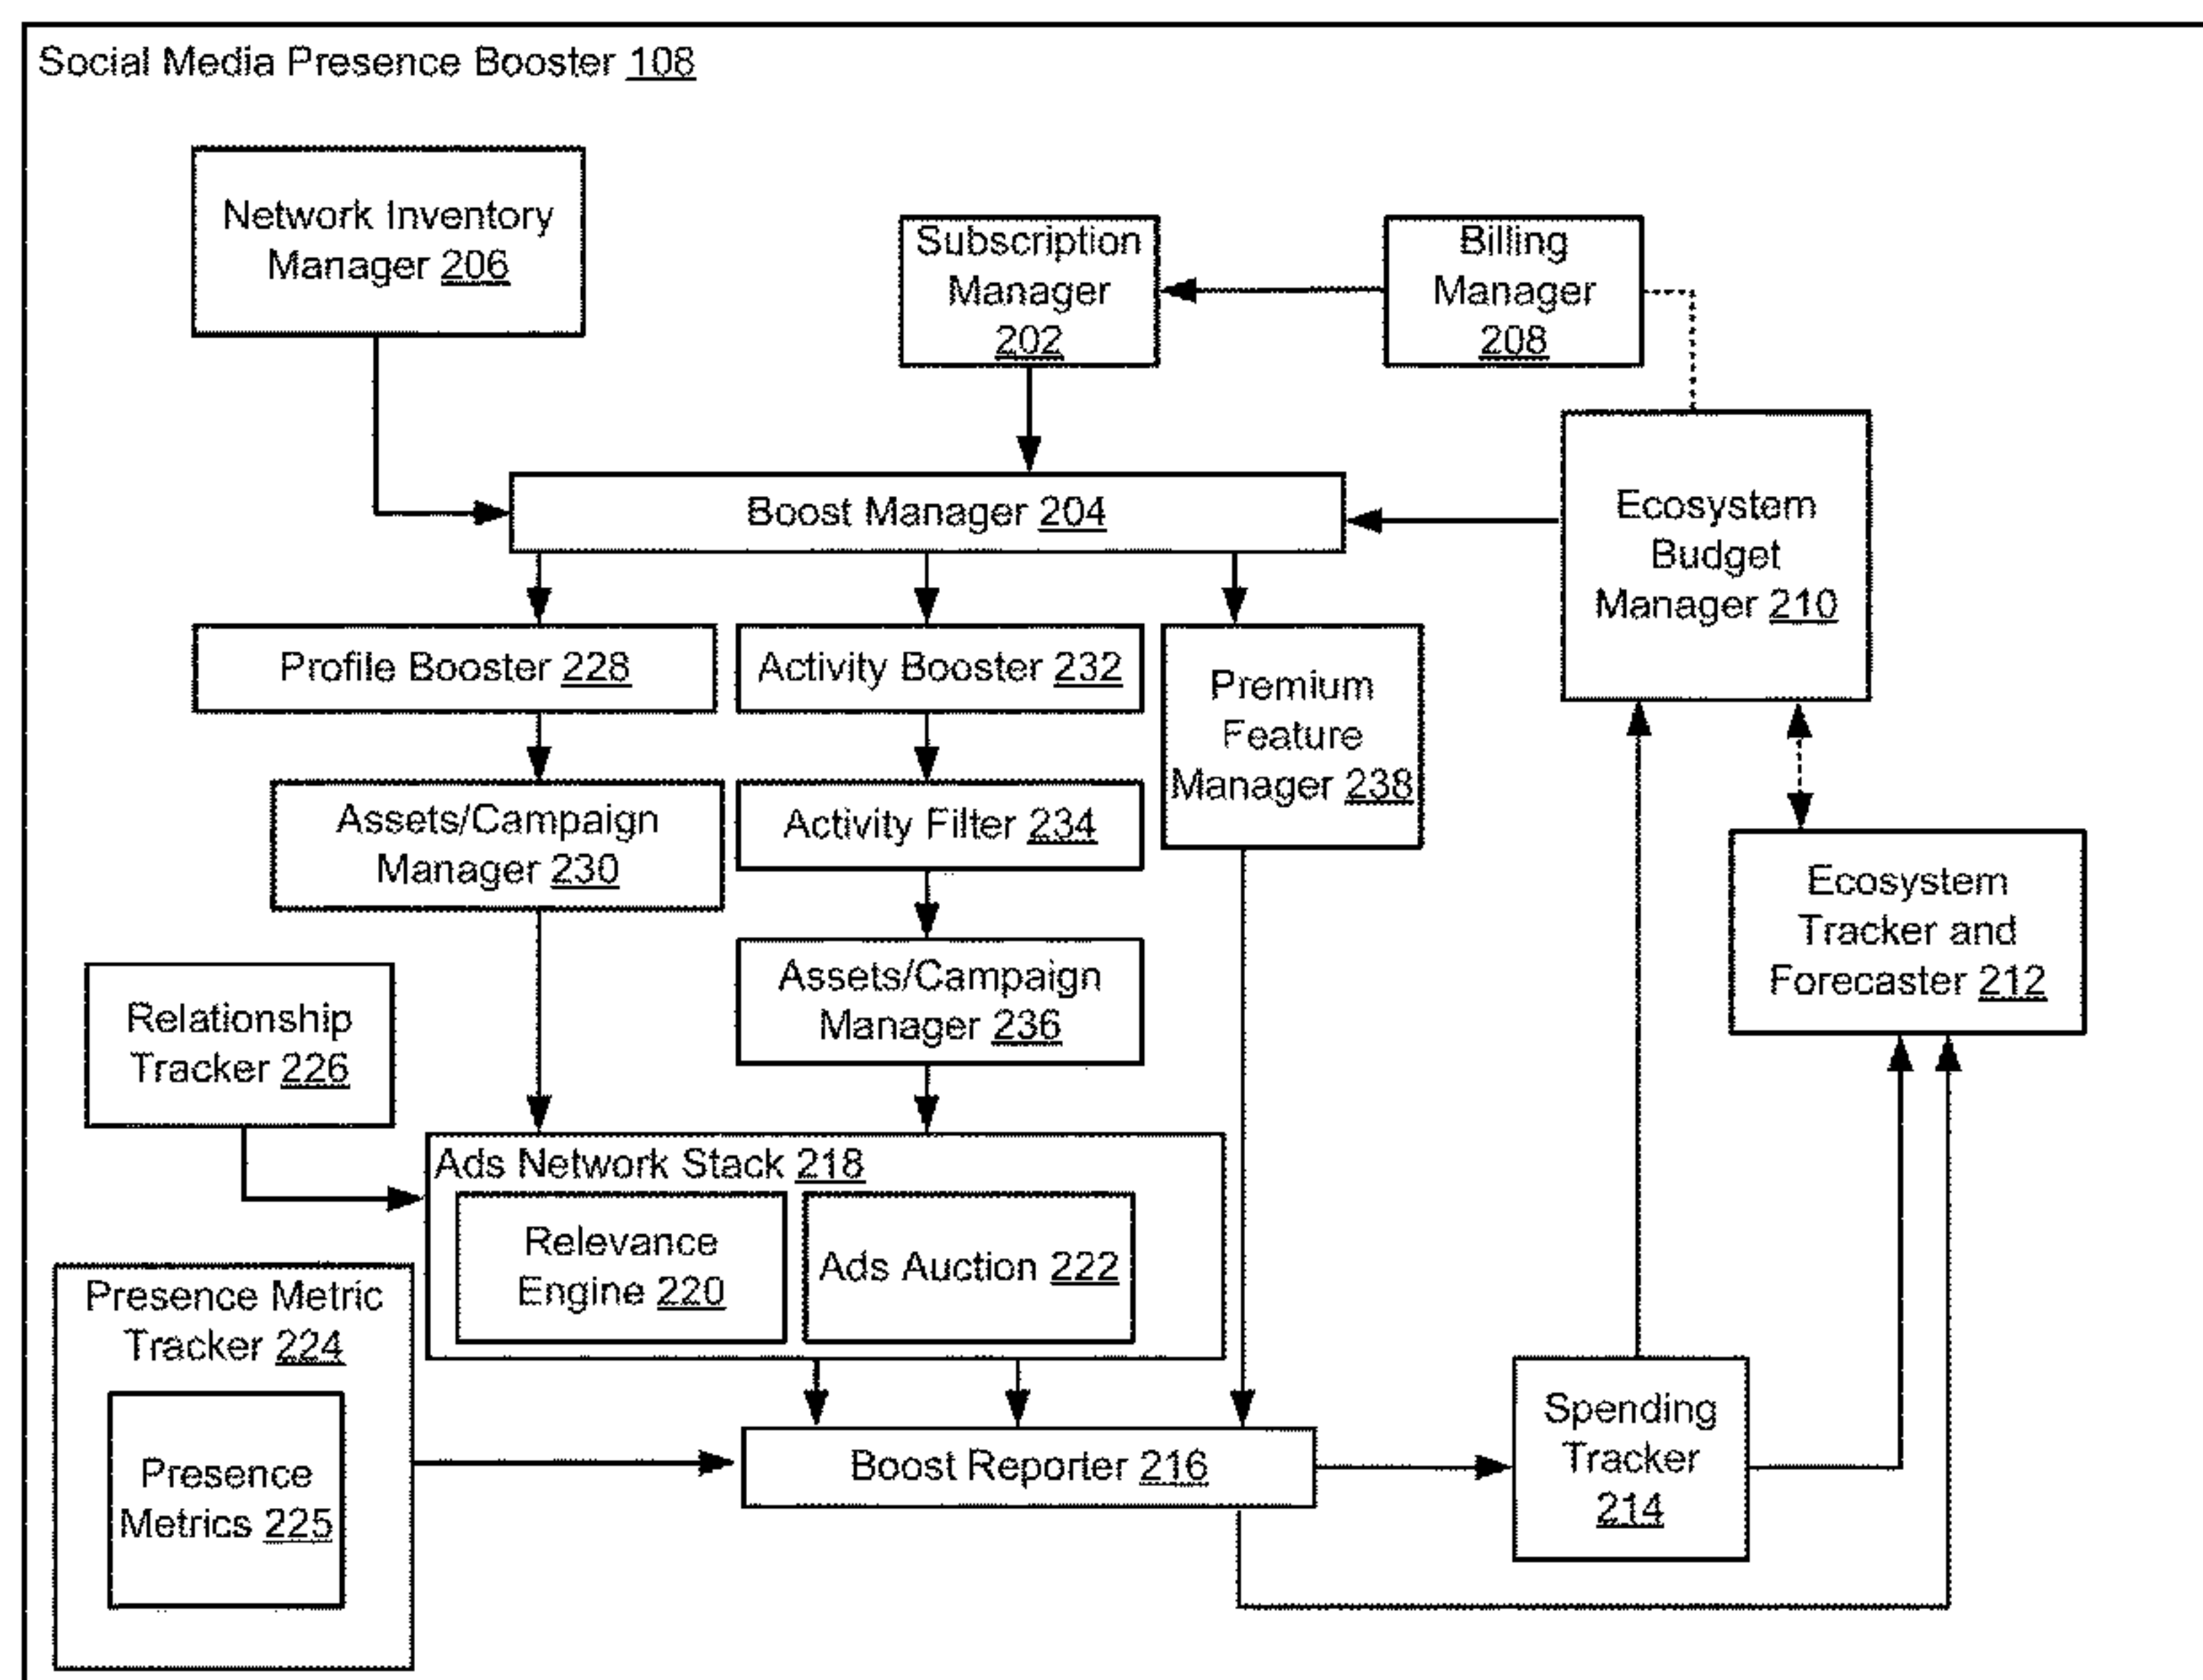 Social Media Presence Booster 108
Network Inventory
Manager 206
Subscription
Manager
202
Billing
Manager
208
Boost Manager 204
Ecosystem
Budget
Manager 210
Profile Booster 228
Activity Booster 232
Premium
Feature
Manager 238
Assets/Campaign
Manager 230
Activity Filter 234
Ecosystem
Tracker and
Forecaster 212
Assets/Campaign
Manager 236
Relationship
Tracker 226
Ads Network Stack 218
Relevance
Engine 220
Ads Auction 222
Presence Metric
Tracker 224
Presence
Metrics 225
Boost Reporter 216
Spending
Tracker
214